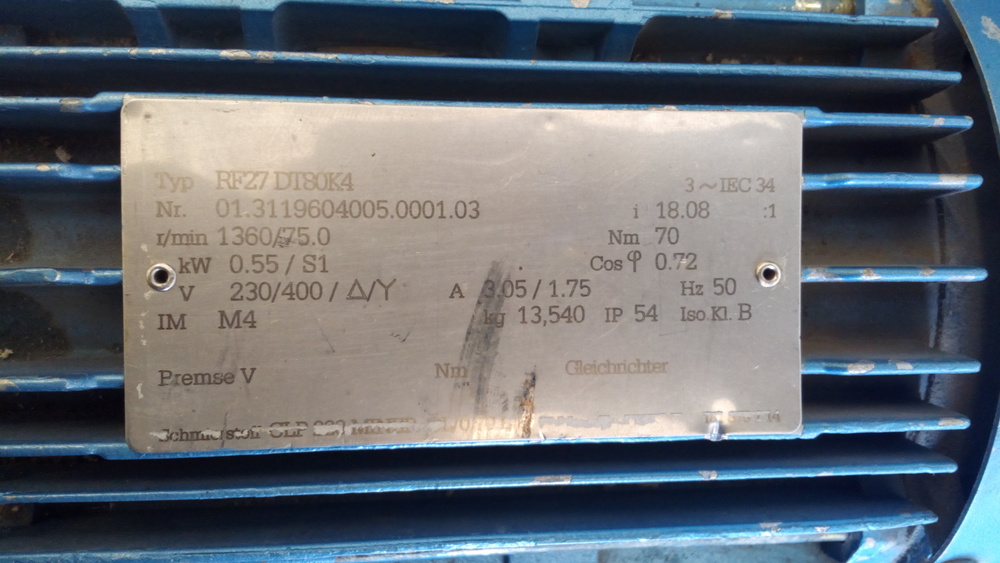 Typ RF27 DT80K4 3 ~ IEC 34
Nr. 01.3119604005.0001.03 i 18.08 :1
r/min 1360/75.0 Nm 70
kW 0.55 / S1 Cos φ 0.72
V 230/400 / △/Y A 3.05 / 1.75 Hz 50
IM M4 kg 13,540 IP 54 Iso.Kl. B
Premse V Nm Gleichrichter
Schmierstoff CLP